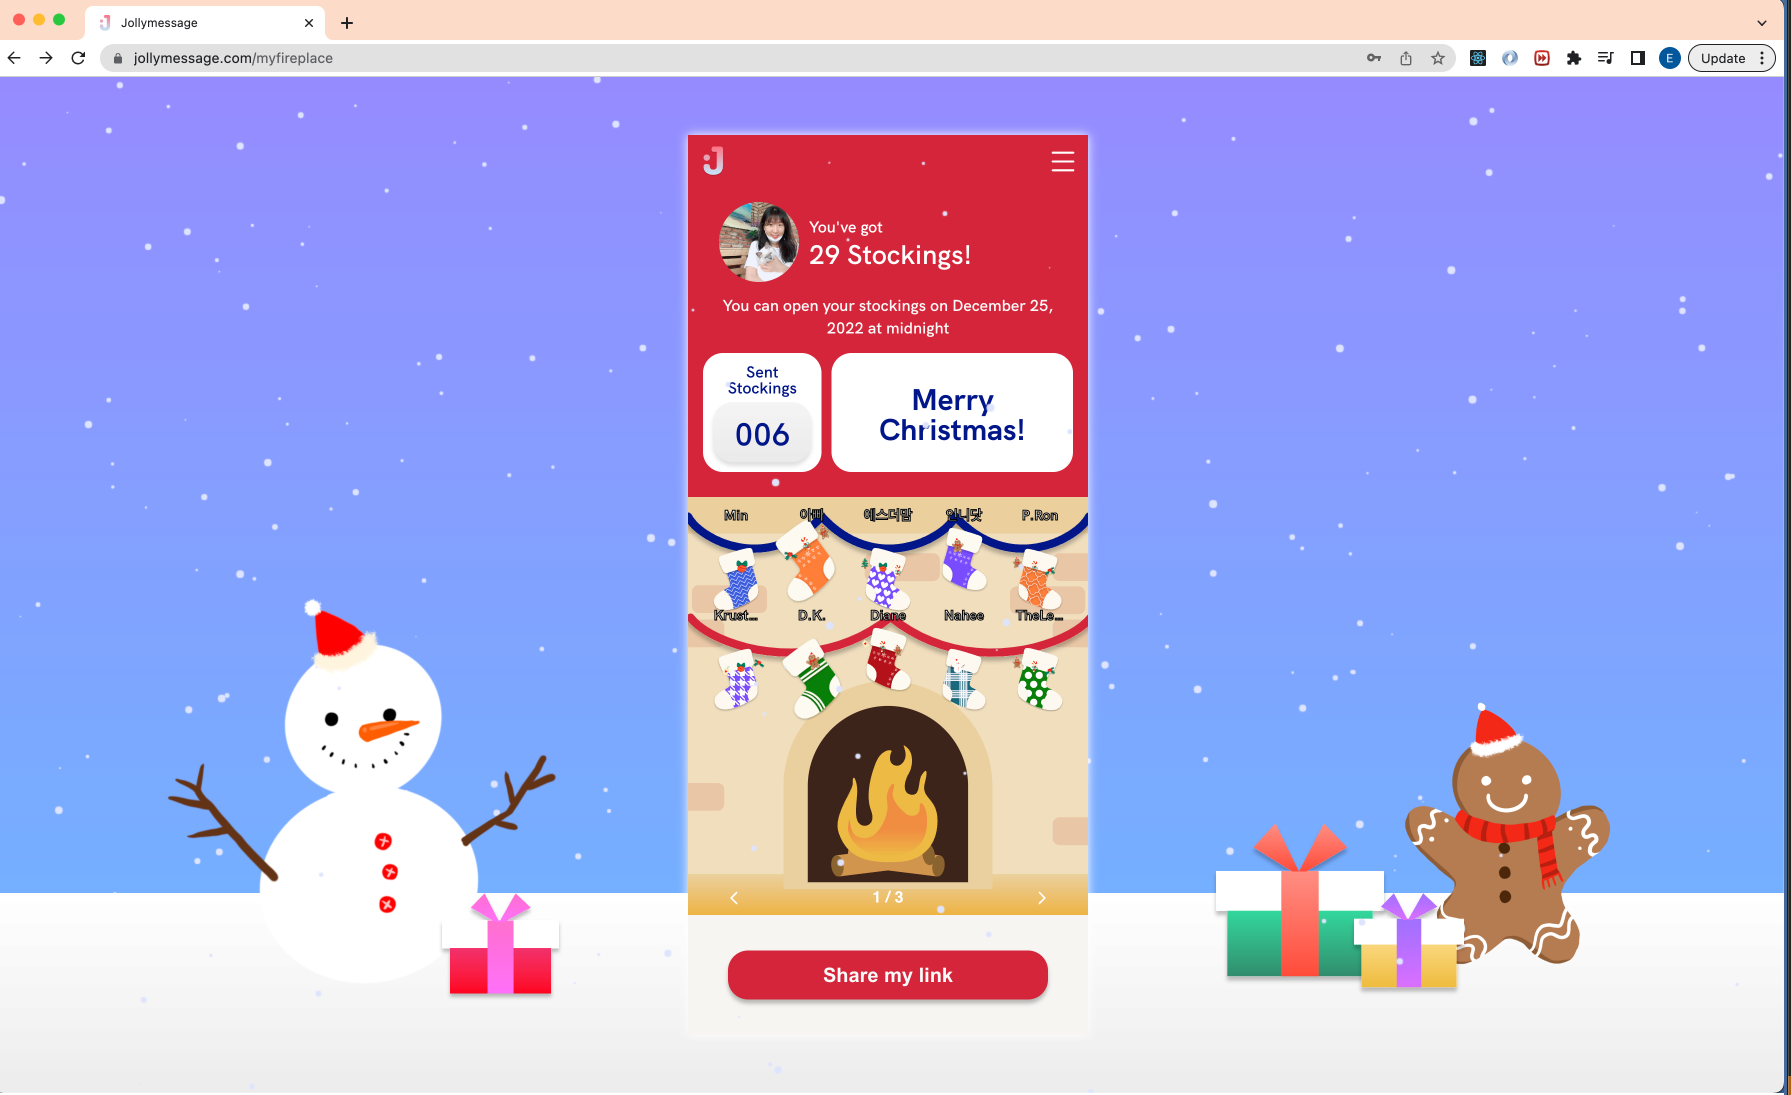 Jollymessage
jollymessage.com/myfireplace
E
Update
J
You've got
29 Stockings!
You can open your stockings on December 25,
2022 at midnight
Sent
Stockings
006
Merry
Christmas!
Min 아빠 에스더맘 언니닷 P.Ron
Krust... D.K. Diane Nahee TheLe...
1 / 3
Share my link